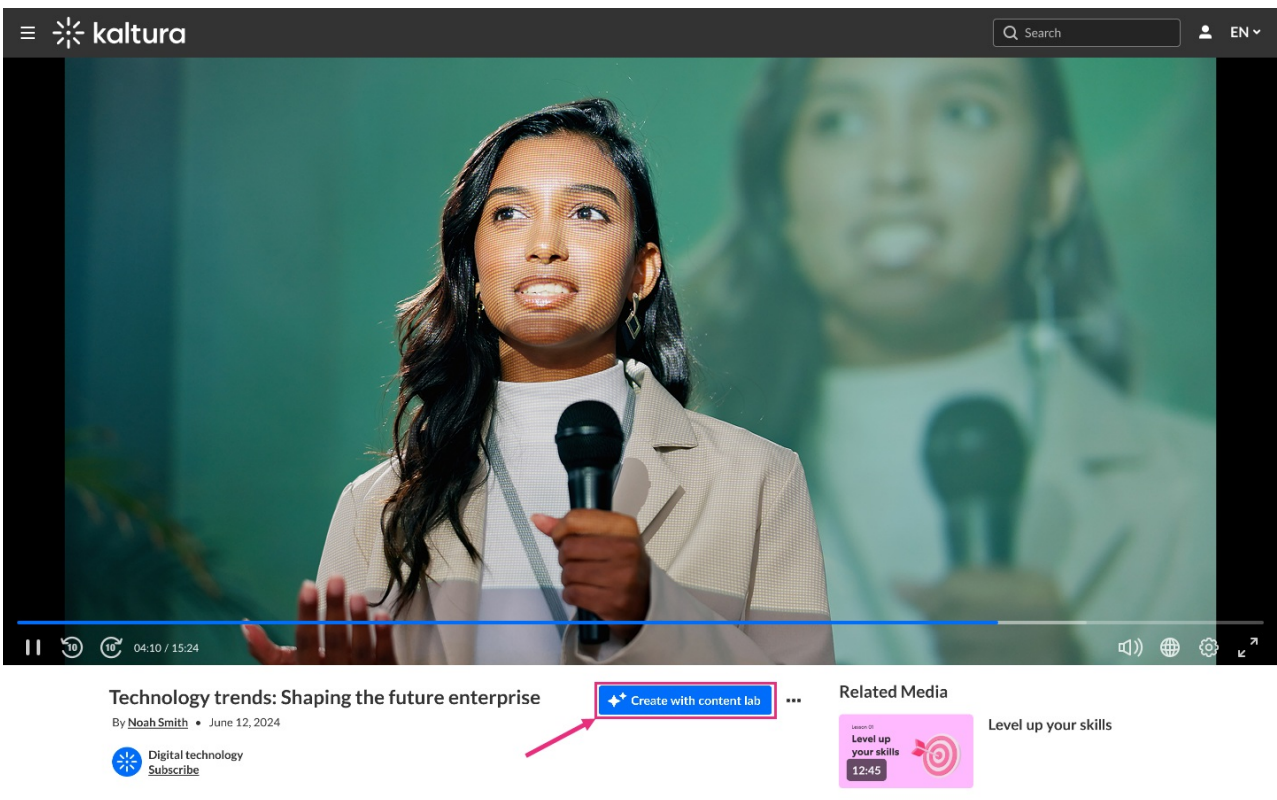 kaltura
Search
EN
10
10
04:10 / 15:24
Technology trends: Shaping the future enterprise
Create with content lab
By Noah Smith • June 12, 2024
Digital technology
Subscribe
Related Media
Lesson 01
Level up
your skills
12:45
Level up your skills